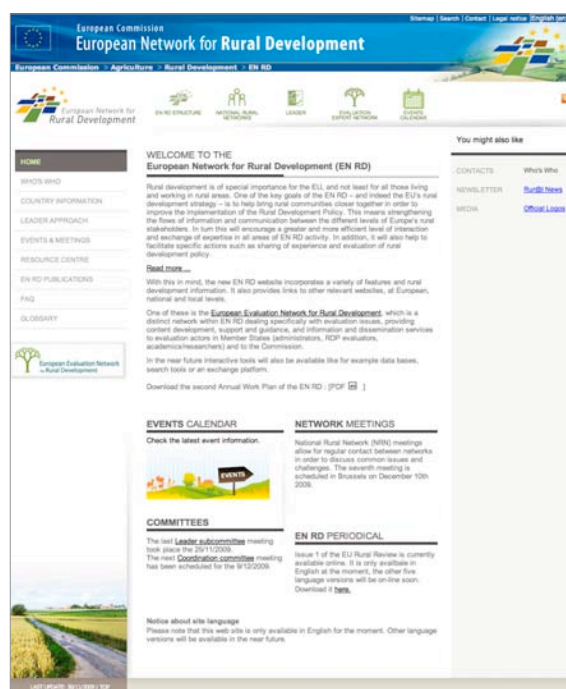 Sitemap | Search | Contact | Legal notice English (en)
European Commission
European Network for Rural Development
European Commission > Agriculture > Rural Development > EN RD
European Network for
Rural Development
EN RD STRUCTURE
NATIONAL RURAL
NETWORKS
LEADER
EVALUATION
EXPERT NETWORK
EVENTS
CALENDAR
HOME
WHO'S WHO
COUNTRY INFORMATION
LEADER APPROACH
EVENTS & MEETINGS
RESOURCE CENTRE
EN RD PUBLICATIONS
FAQ
GLOSSARY
European Evaluation Network
for Rural Development
WELCOME TO THE
European Network for Rural Development (EN RD)
Rural development is of special importance for the EU, and not least for all those living
and working in rural areas. One of the key goals of the EN RD – and indeed the EU's rural
development strategy – is to help bring rural communities closer together in order to
improve the implementation of the Rural Development Policy. This means strengthening
the flows of information and communication between the different levels of Europe's rural
stakeholders. In turn this will encourage a greater and more efficient level of interaction
and exchange of expertise in all areas of EN RD activity. In addition, it will also help to
facilitate specific actions such as sharing of experience and evaluation of rural
development policy.
Read more ...
With this in mind, the new EN RD website incorporates a variety of features and rural
development information. It also provides links to other relevant websites, at European,
national and local levels.
One of these is the European Evaluation Network for Rural Development, which is a
distinct network within EN RD dealing specifically with evaluation issues, providing
content development, support and guidance, and information and dissemination services
to evaluation actors in Member States (administrators, RDP evaluators,
academics/researchers) and to the Commission.
In the near future interactive tools will also be available like for example data bases,
search tools or an exchange platform.
Download the second Annual Work Plan of the EN RD : [PDF ]
EVENTS CALENDAR
Check the latest event information.
EVENTS
COMMITTEES
The last Leader subcommittee meeting
took place the 25/11/2009.
The next Coordination committee meeting
has been scheduled for the 9/12/2009.
NETWORK MEETINGS
National Rural Network (NRN) meetings
allow for regular contact between networks
in order to discuss common issues and
challenges. The seventh meeting is
scheduled in Brussels on December 10th
2009.
EN RD PERIODICAL
Issue 1 of the EU Rural Review is currently
available online. It is only availbale in
English at the moment, the other five
language versions will be on-line soon.
Download it here.
Notice about site language
Please note that this web site is only available in English for the moment. Other language
versions will be available in the near future.
You might also like
CONTACTS Who's Who
NEWSLETTER Rur@l News
MEDIA Official Logos
LAST UPDATE: | TOP